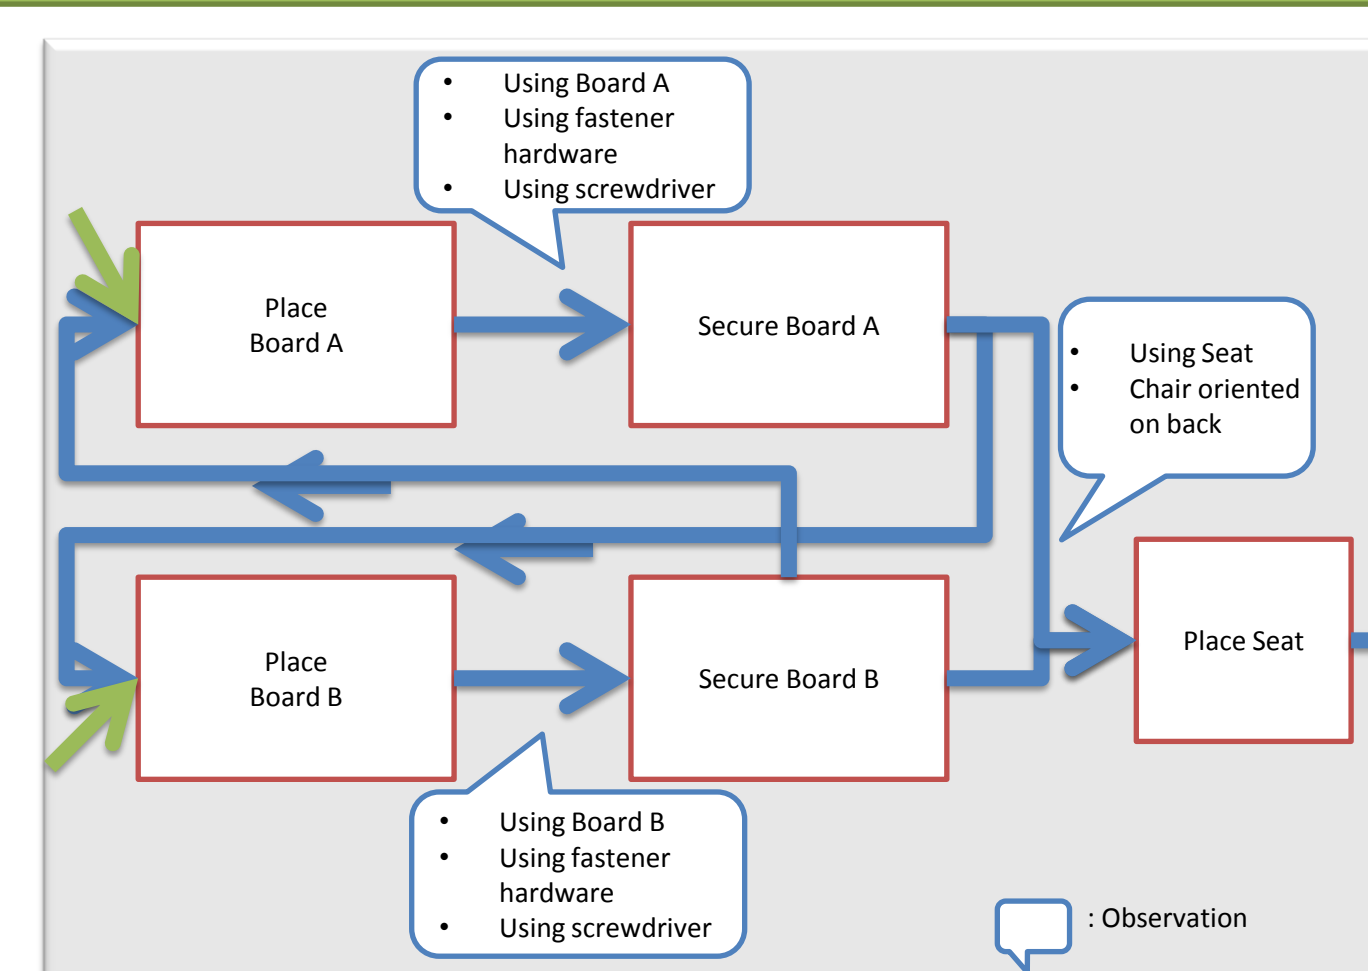 • Using Board A
• Using fastener
hardware
• Using screwdriver
Place
Board A
Secure Board A
• Using Seat
• Chair oriented
on back
Place
Board B
Secure Board B
Place Seat
• Using Board B
• Using fastener
hardware
• Using screwdriver
: Observation